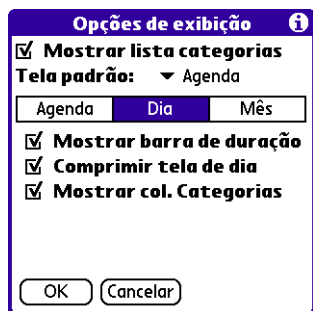 Opções de exibição i
Mostrar lista categorias
Tela padrão: Agenda
Agenda Dia Mês
Mostrar barra de duração
Comprimir tela de dia
Mostrar col. Categorias
OK Cancelar